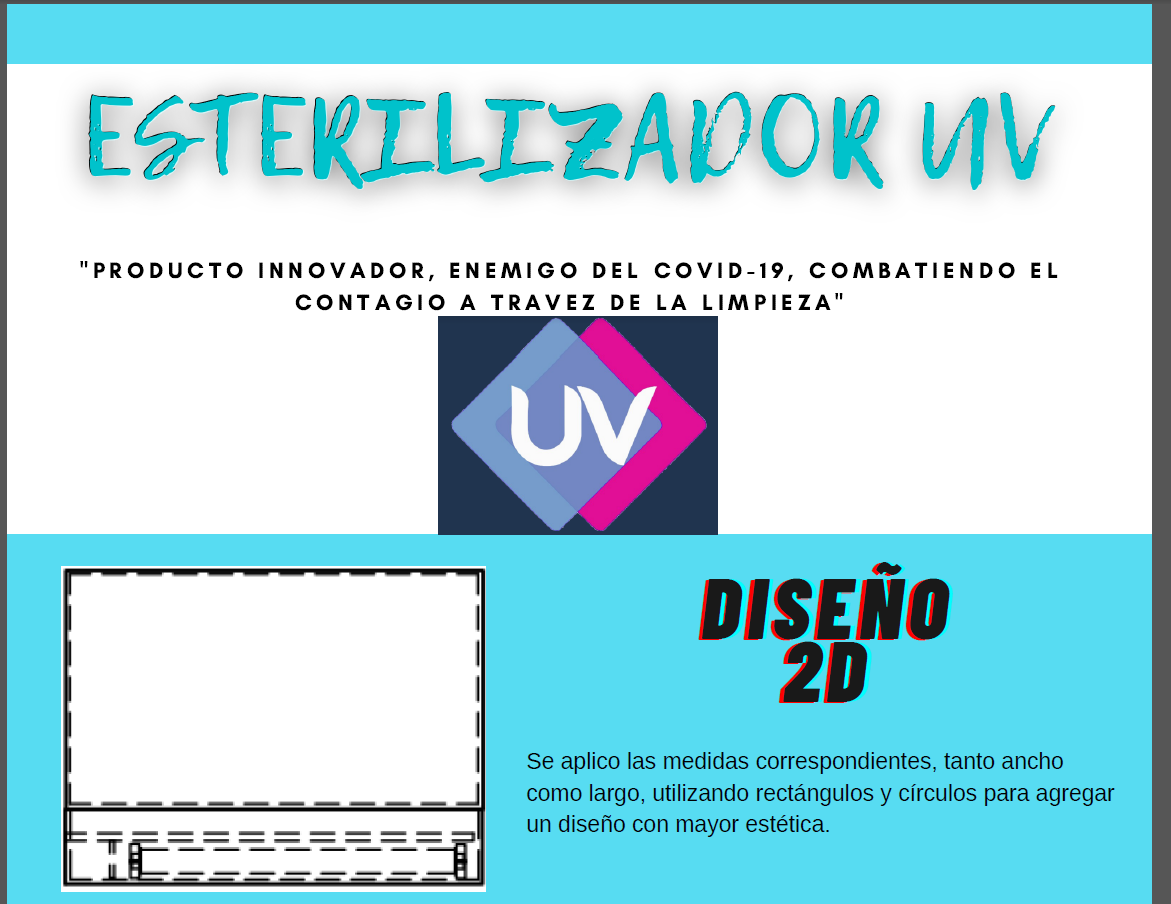 ESTERILIZADOR UV
"PRODUCTO INNOVADOR, ENEMIGO DEL COVID-19, COMBATIENDO EL
CONTAGIO A TRAVEZ DE LA LIMPIEZA"
UV
DISEÑO
2D
Se aplico las medidas correspondientes, tanto ancho
como largo, utilizando rectángulos y círculos para agregar
un diseño con mayor estética.